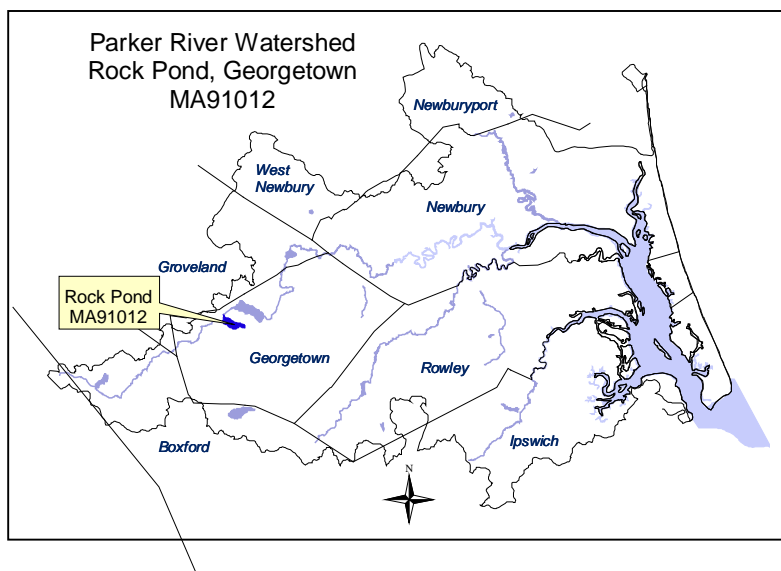 Parker River Watershed
Rock Pond, Georgetown
MA91012
Newburyport
West
Newbury
Newbury
Groveland
Rock Pond
MA91012
Georgetown
Rowley
Boxford
Ipswich
N